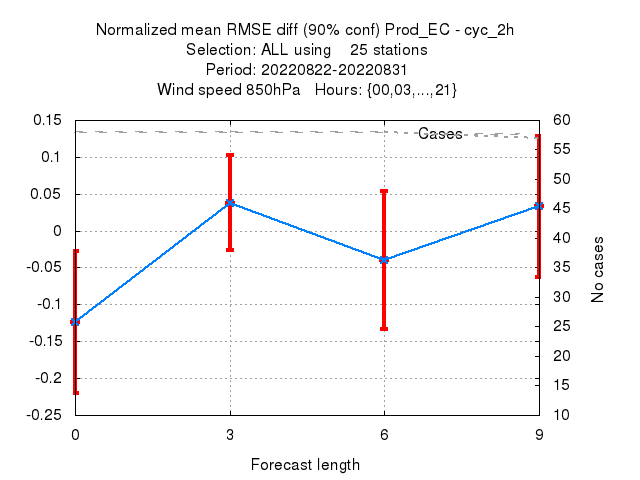 Normalized mean RMSE diff (90% conf) Prod_EC - cyc_2h
Selection: ALL using    25 stations
Period: 20220822-20220831
Wind speed 850hPa   Hours: {00,03,...,21}
0.15
0.1
0.05
0
-0.05
-0.1
-0.15
-0.2
-0.25
Cases
60
55
50
45
40
35
30
25
20
15
10
No cases
0 3 6 9
Forecast length